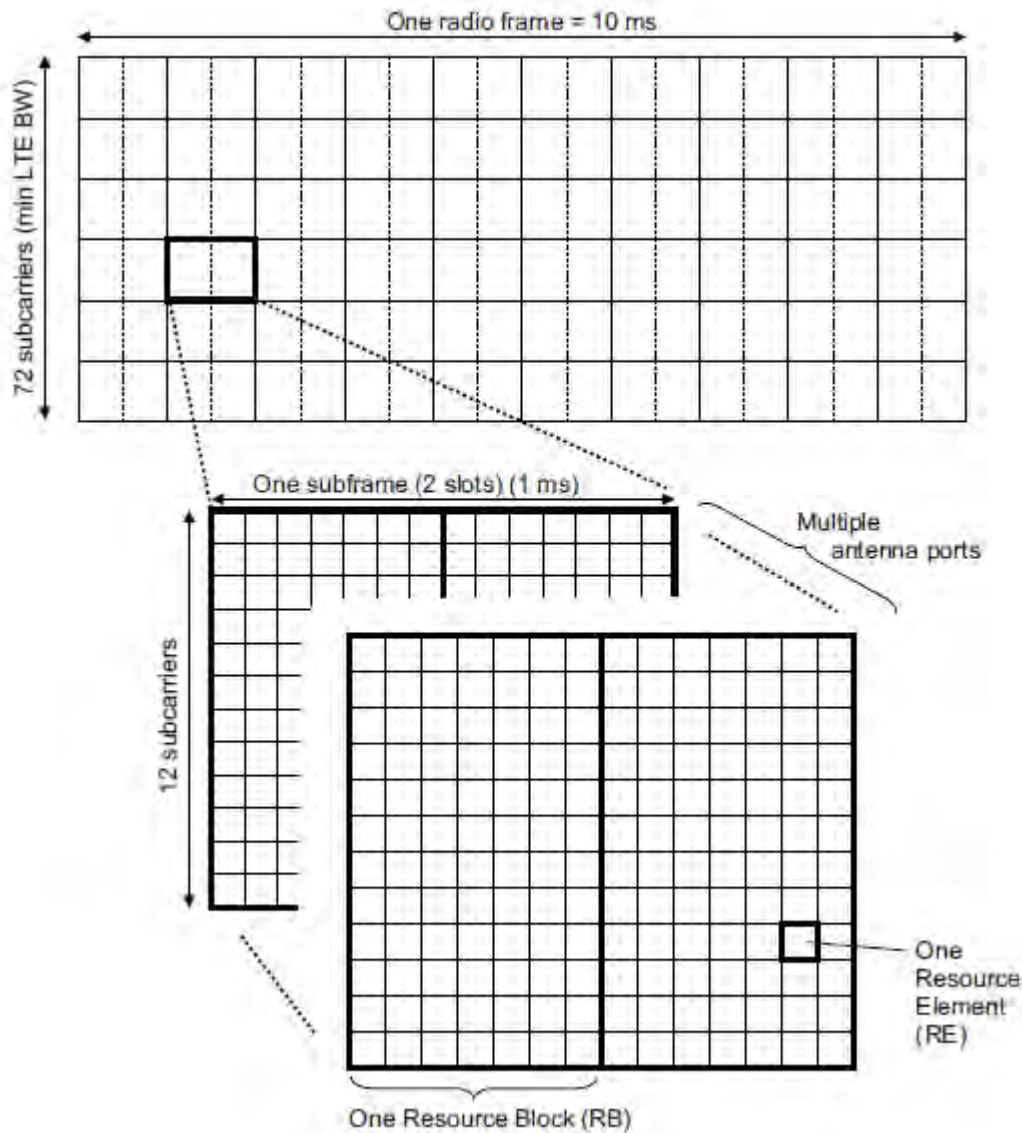 One radio frame = 10 ms
72 subcarriers (min LTE BW)
One subframe (2 slots) (1 ms)
Multiple
antenna ports
12 subcarriers
One
Resource
Element
(RE)
One Resource Block (RB)